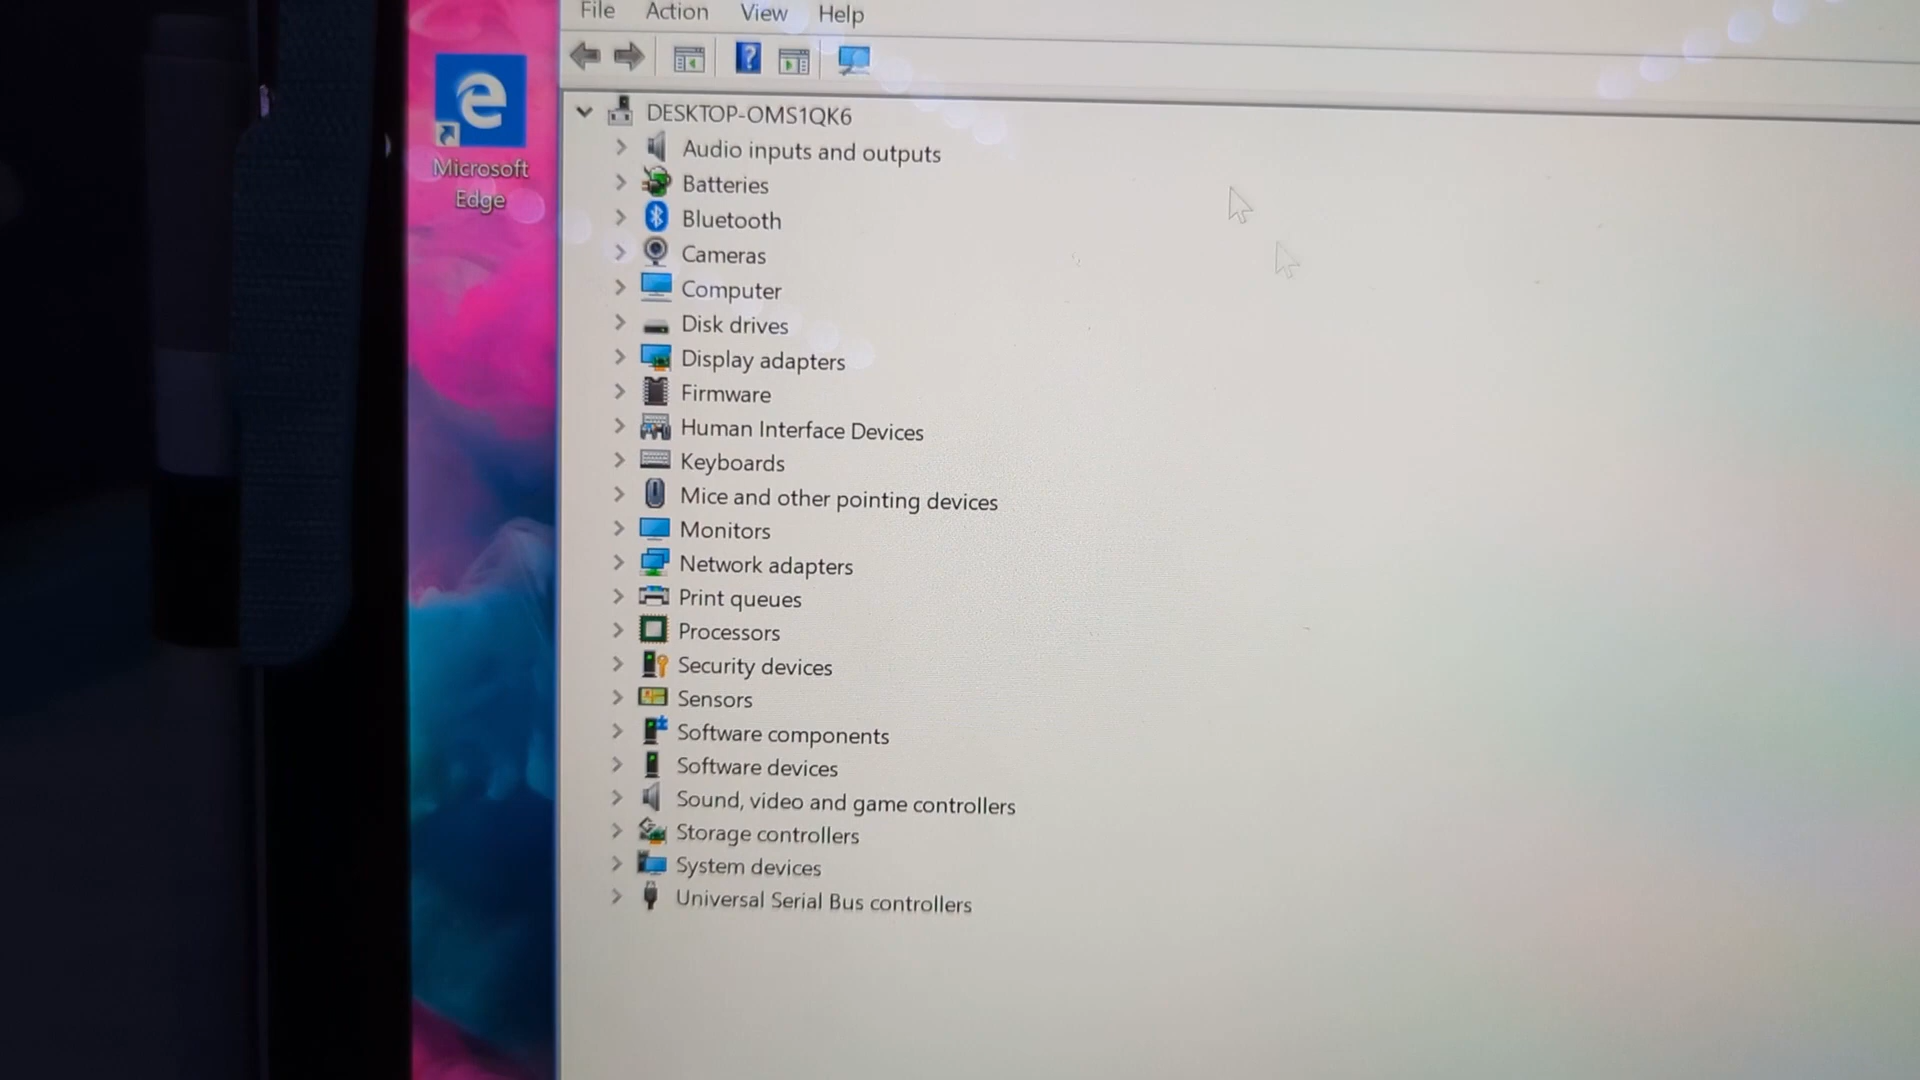 File Action View Help
Microsoft
Edge
DESKTOP-OMS1QK6
Audio inputs and outputs
Batteries
Bluetooth
Cameras
Computer
Disk drives
Display adapters
Firmware
Human Interface Devices
Keyboards
Mice and other pointing devices
Monitors
Network adapters
Print queues
Processors
Security devices
Sensors
Software components
Software devices
Sound, video and game controllers
Storage controllers
System devices
Universal Serial Bus controllers